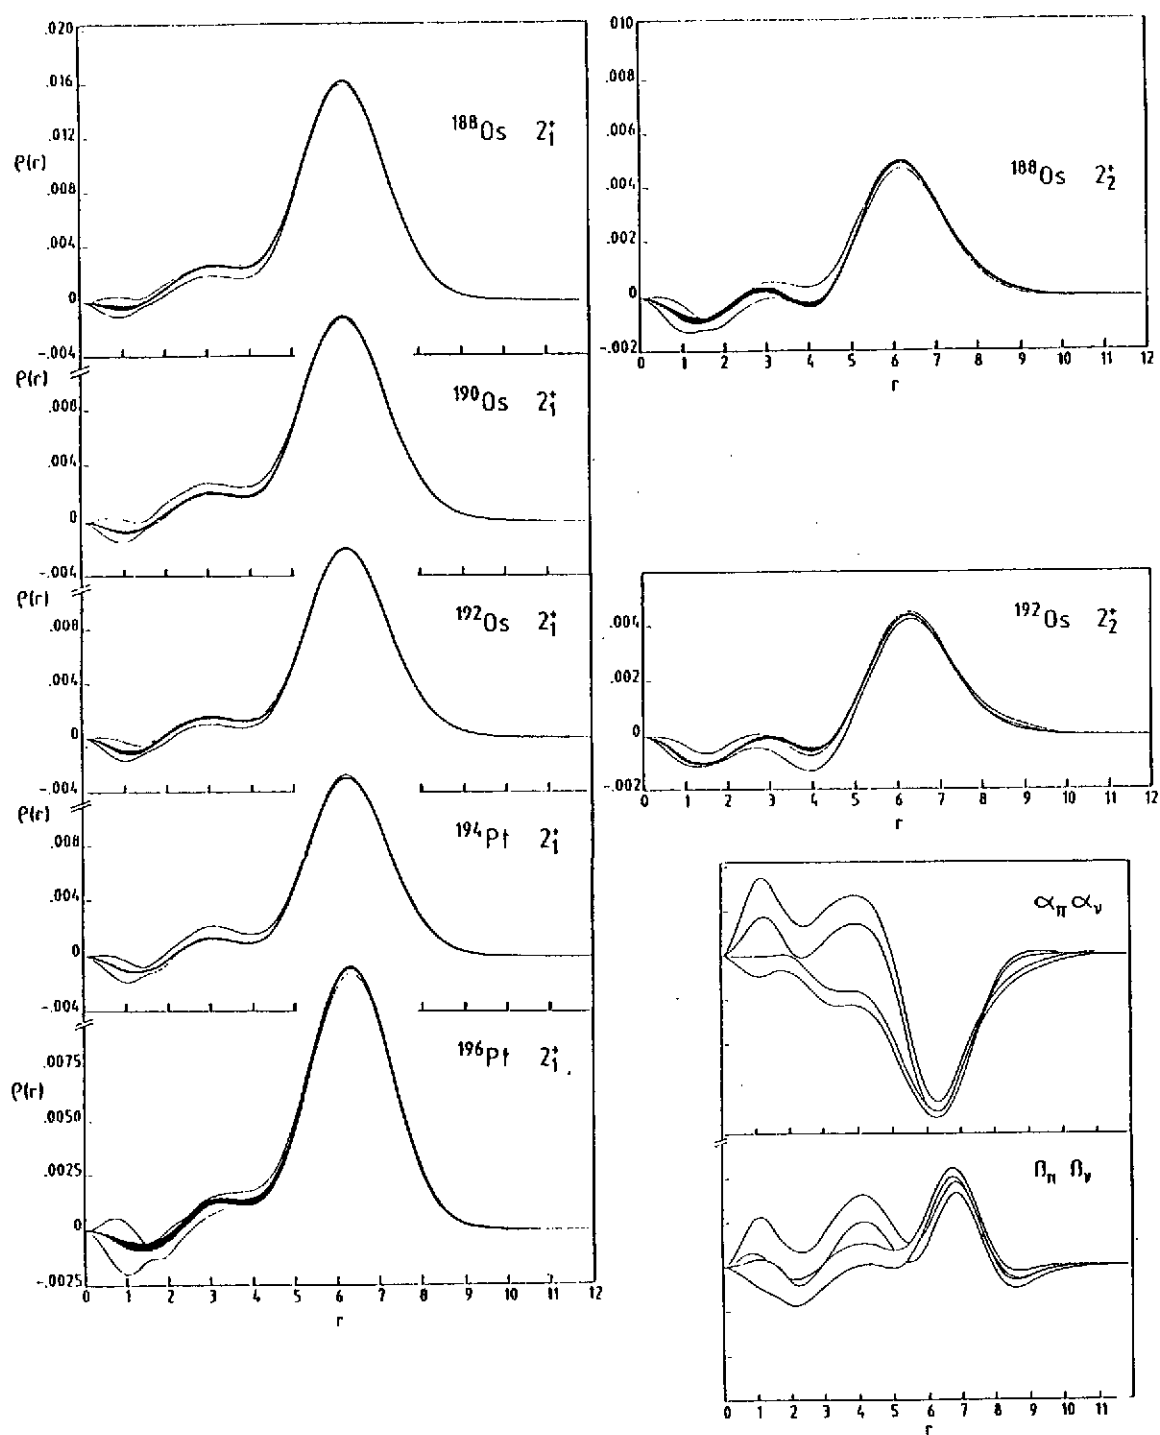 .020
.016
.012
ρ(r)
.008
.004
0
-.004
¹⁸⁸Os 2₁⁺
ρ(r)
.008
.004
0
-.004
¹⁹⁰Os 2₁⁺
ρ(r)
.008
.004
0
-.004
¹⁹²Os 2₁⁺
ρ(r)
.008
.004
0
-.004
¹⁹⁴Pt 2₁⁺
.0075
ρ(r)
.0050
.0025
0
-.0025
¹⁹⁶Pt 2₁⁺
0 1 2 3 4 5 6 7 8 9 10 11 12
r
.010
.008
.006
.004
.002
0
-.002
¹⁸⁸Os 2₂⁺
0 1 2 3 4 5 6 7 8 9 10 11 12
r
.004
.002
0
-.002
¹⁹²Os 2₂⁺
0 1 2 3 4 5 6 7 8 9 10 11 12
r
α_π α_ν
β_π β_ν
0 1 2 3 4 5 6 7 8 9 10 11
r